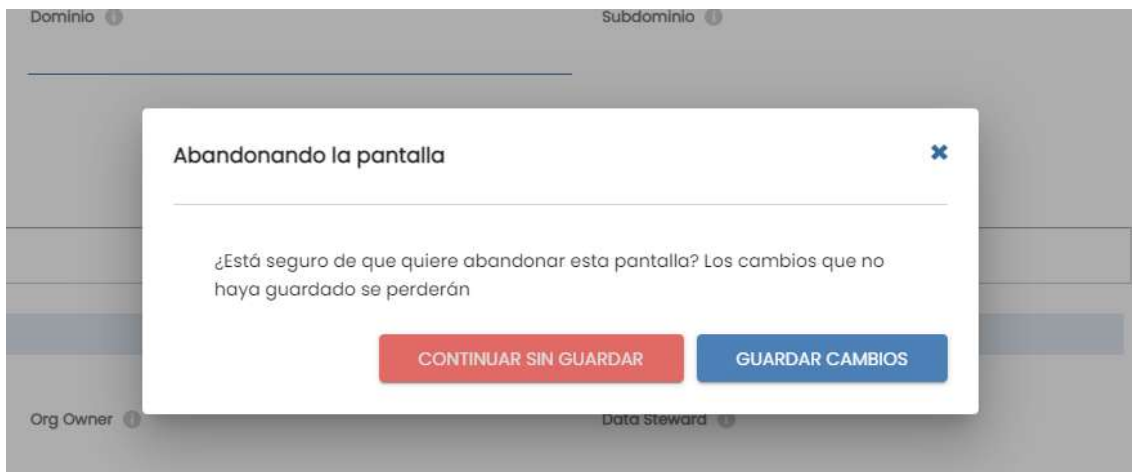 Dominio
Subdominio
Abandonando la pantalla
¿Está seguro de que quiere abandonar esta pantalla? Los cambios que no
haya guardado se perderán
CONTINUAR SIN GUARDAR
GUARDAR CAMBIOS
Org Owner
Data Steward